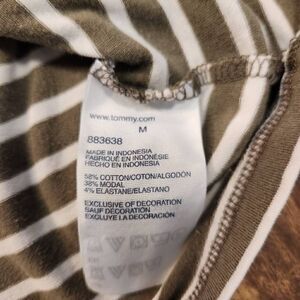 www.tommy.com
M
883638
MADE IN INDONESIA
FABRIQUÉ EN INDONÉSIE
HECHO EN INDONESIA
58% COTTON/COTON/ALGODÓN
38% MODAL
4% ELASTANE/ELASTANO
EXCLUSIVE OF DECORATION
SAUF DÉCORATION
EXCLUYE LA DECORACIÓN